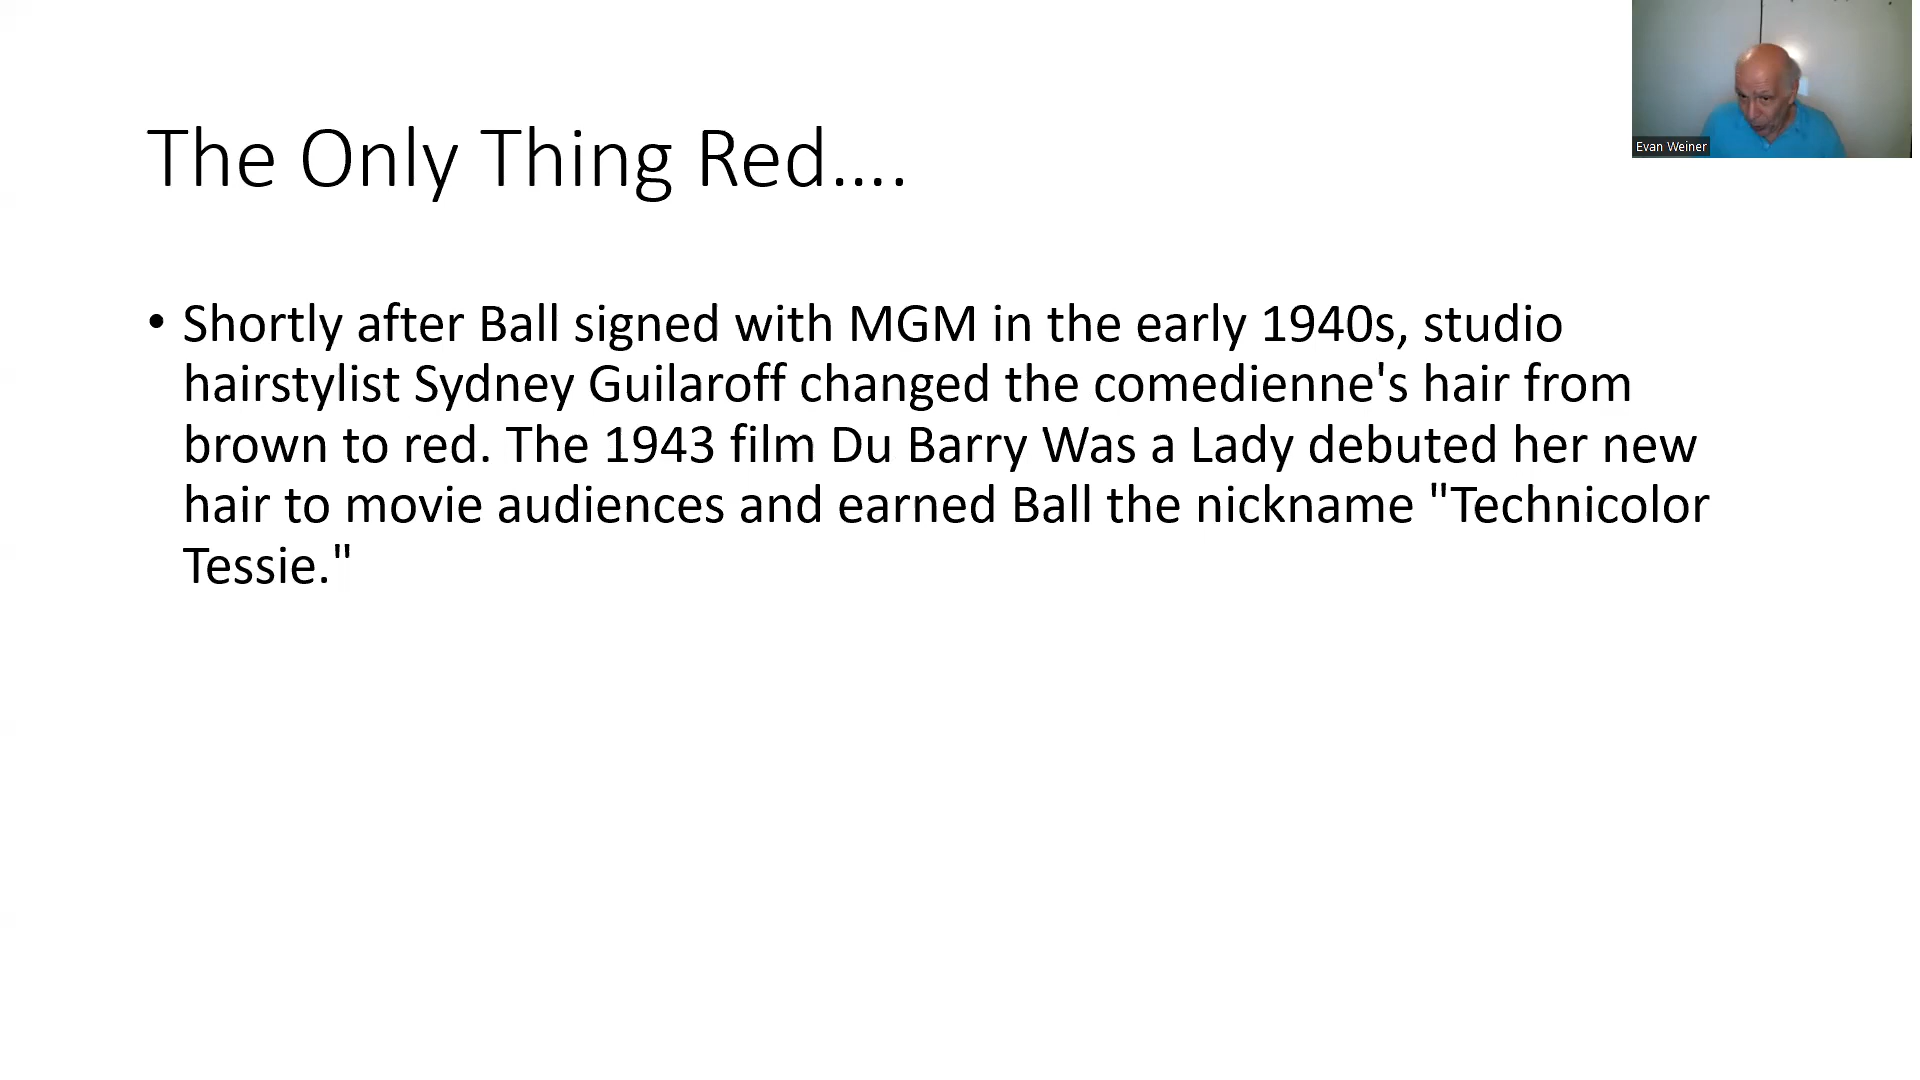 The Only Thing Red....
• Shortly after Ball signed with MGM in the early 1940s, studio
hairstylist Sydney Guilaroff changed the comedienne's hair from
brown to red. The 1943 film Du Barry Was a Lady debuted her new
hair to movie audiences and earned Ball the nickname "Technicolor
Tessie."
Evan Weiner